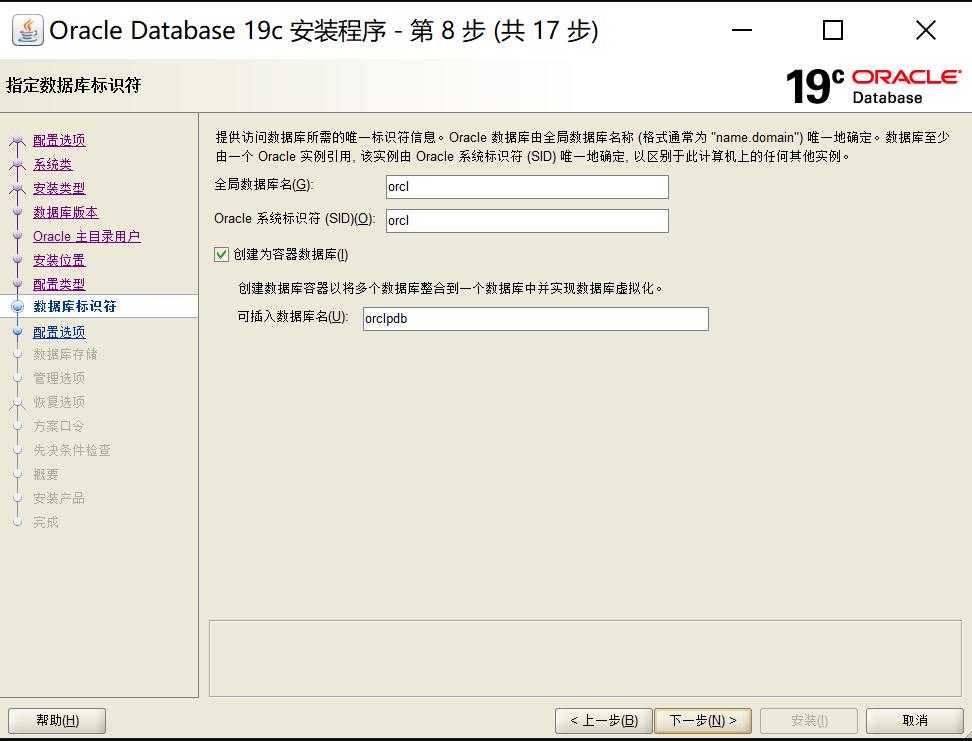 Oracle Database 19c 安装程序 - 第 8 步 (共 17 步)
指定数据库标识符
19c ORACLE
Database
配置选项
系统类
安装类型
数据库版本
Oracle 主目录用户
安装位置
配置类型
数据库标识符
配置选项
数据库存储
管理选项
恢复选项
方案口令
先决条件检查
概要
安装产品
完成
提供访问数据库所需的唯一标识符信息。Oracle 数据库由全局数据库名称 (格式通常为 "name.domain") 唯一地确定。数据库至少
由一个 Oracle 实例引用, 该实例由 Oracle 系统标识符 (SID) 唯一地确定, 以区别于此计算机上的任何其他实例。
全局数据库名(G): orcl
Oracle 系统标识符 (SID)(O): orcl
创建为容器数据库(I)
创建数据库容器以将多个数据库整合到一个数据库中并实现数据库虚拟化。
可插入数据库名(U): orclpdb
帮助(H) < 上一步(B) 下一步(N) > 安装(I) 取消